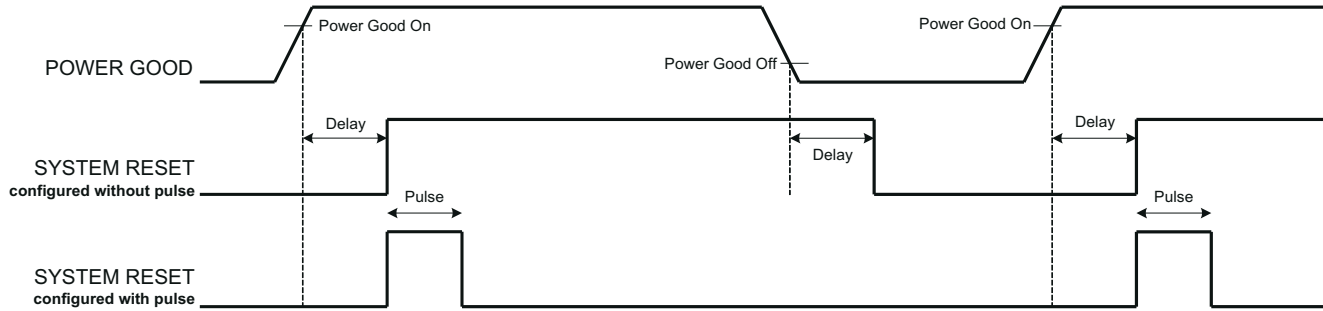 Power Good On
Power Good On
POWER GOOD
Power Good Off
Delay
Delay
Delay
SYSTEM RESET
configured without pulse
Pulse
Pulse
SYSTEM RESET
configured with pulse